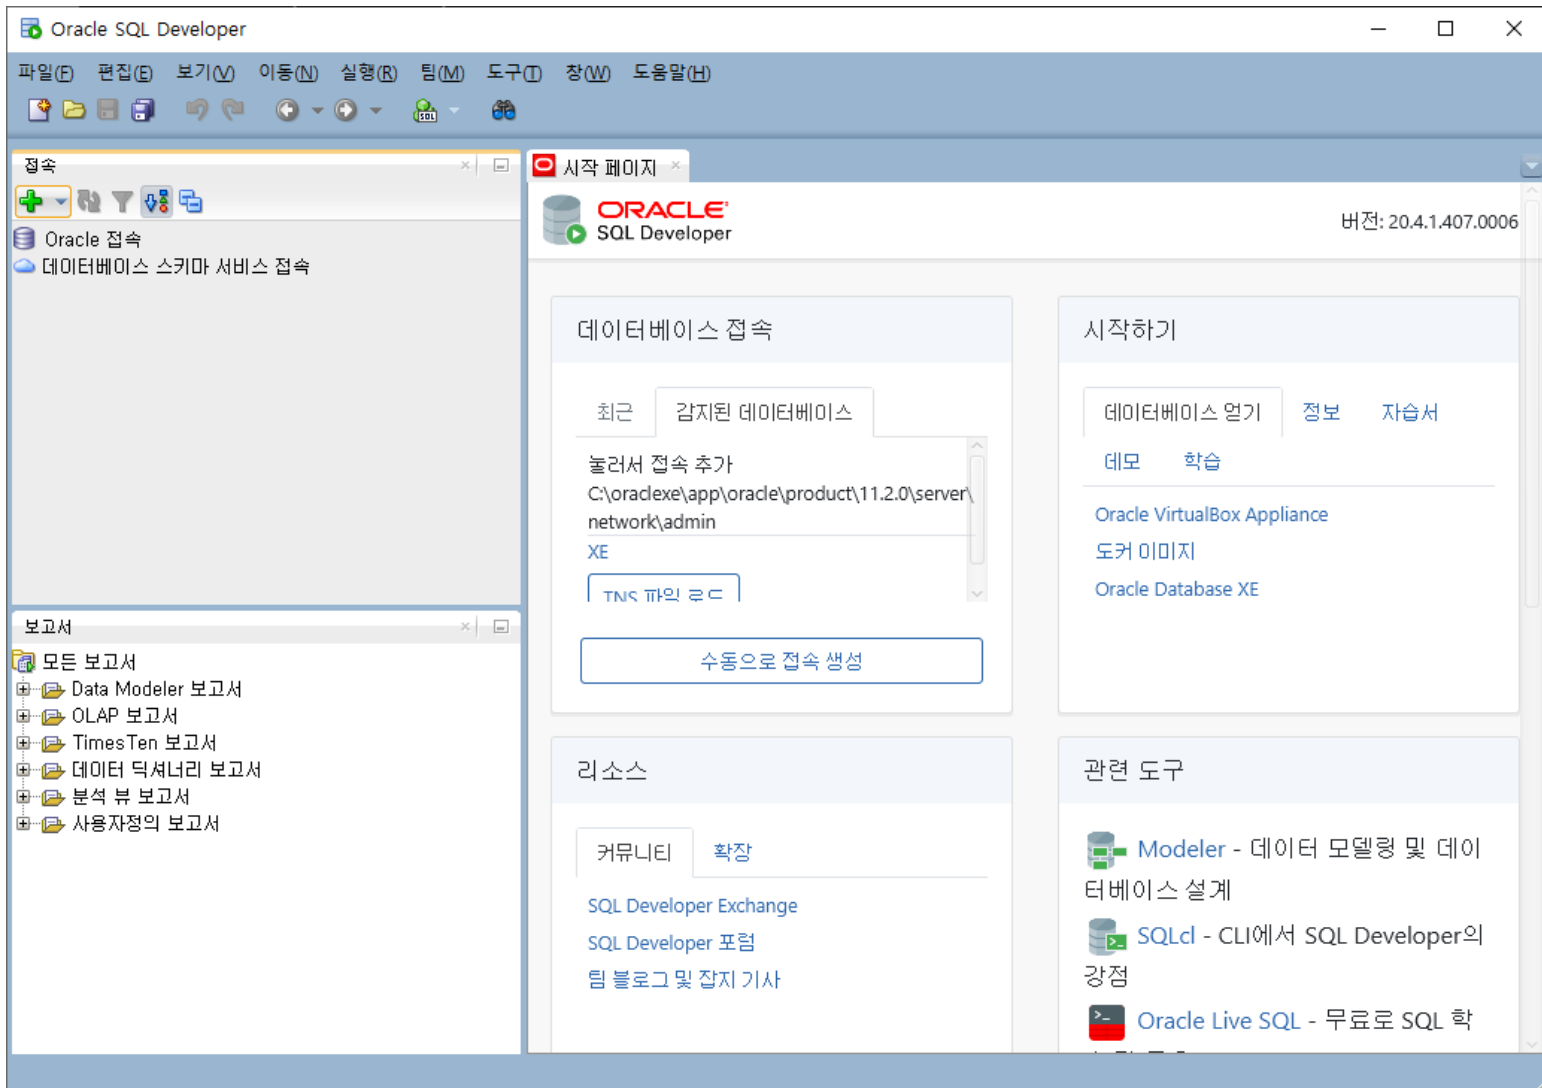 Oracle SQL Developer
파일(F) 편집(E) 보기(V) 이동(N) 실행(R) 팀(M) 도구(T) 창(W) 도움말(H)
SQL
접속
Oracle 접속
데이터베이스 스키마 서비스 접속
보고서
모든 보고서
Data Modeler 보고서
OLAP 보고서
TimesTen 보고서
데이터 딕셔너리 보고서
분석 뷰 보고서
사용자정의 보고서
시작 페이지
ORACLE
SQL Developer
버전: 20.4.1.407.0006
데이터베이스 접속
최근 감지된 데이터베이스
눌러서 접속 추가
C:\oraclexe\app\oracle\product\11.2.0\server\
network\admin
XE
TNS 파일 로드
수동으로 접속 생성
시작하기
데이터베이스 얻기 정보 자습서
데모 학습
Oracle VirtualBox Appliance
도커 이미지
Oracle Database XE
리소스
커뮤니티 확장
SQL Developer Exchange
SQL Developer 포럼
팀 블로그 및 잡지 기사
관련 도구
Modeler - 데이터 모델링 및 데이
터베이스 설계
SQLcl - CLI에서 SQL Developer의
강점
Oracle Live SQL - 무료로 SQL 학